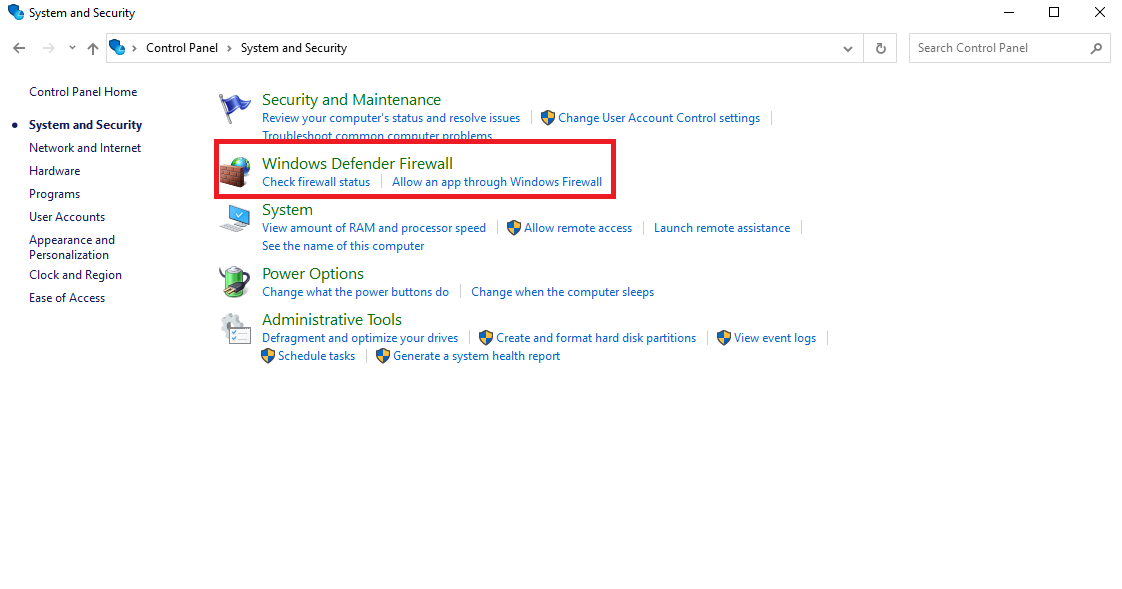 System and Security
Control Panel System and Security
Search Control Panel
Control Panel Home
System and Security
Network and Internet
Hardware
Programs
User Accounts
Appearance and
Personalization
Clock and Region
Ease of Access
Security and Maintenance
Review your computer's status and resolve issues Change User Account Control settings
Troubleshoot common computer problems
Windows Defender Firewall
Check firewall status Allow an app through Windows Firewall
System
View amount of RAM and processor speed Allow remote access Launch remote assistance
See the name of this computer
Power Options
Change what the power buttons do Change when the computer sleeps
Administrative Tools
Defragment and optimize your drives Create and format hard disk partitions View event logs
Schedule tasks Generate a system health report